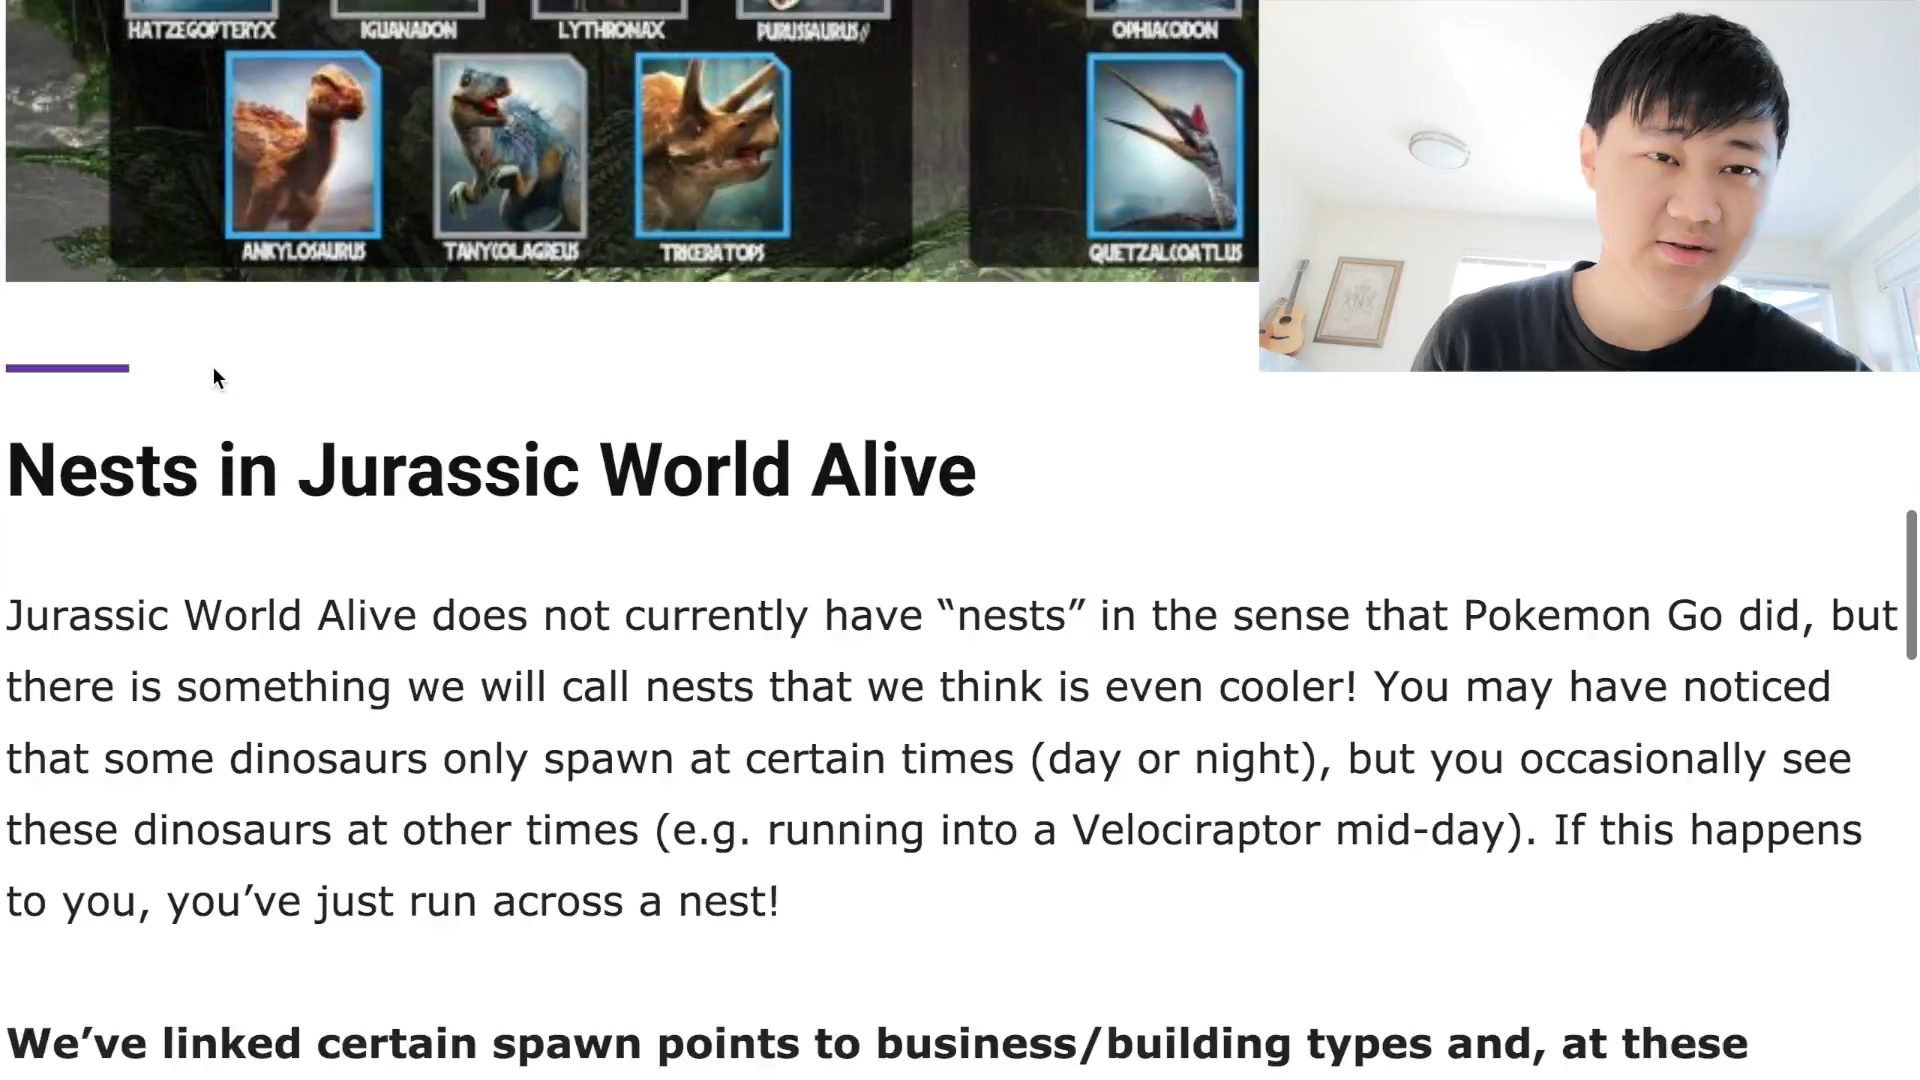 HATZEGOPTERYX IGUANADON LYTHRONAX PURUSSAURUS OPHIACODON
ANKYLOSAURUS TANYCOLAGREUS TRICERATOPS QUETZALCOATLUS
Nests in Jurassic World Alive
Jurassic World Alive does not currently have “nests” in the sense that Pokemon Go did, but
there is something we will call nests that we think is even cooler! You may have noticed
that some dinosaurs only spawn at certain times (day or night), but you occasionally see
these dinosaurs at other times (e.g. running into a Velociraptor mid-day). If this happens
to you, you’ve just run across a nest!
We’ve linked certain spawn points to business/building types and, at these